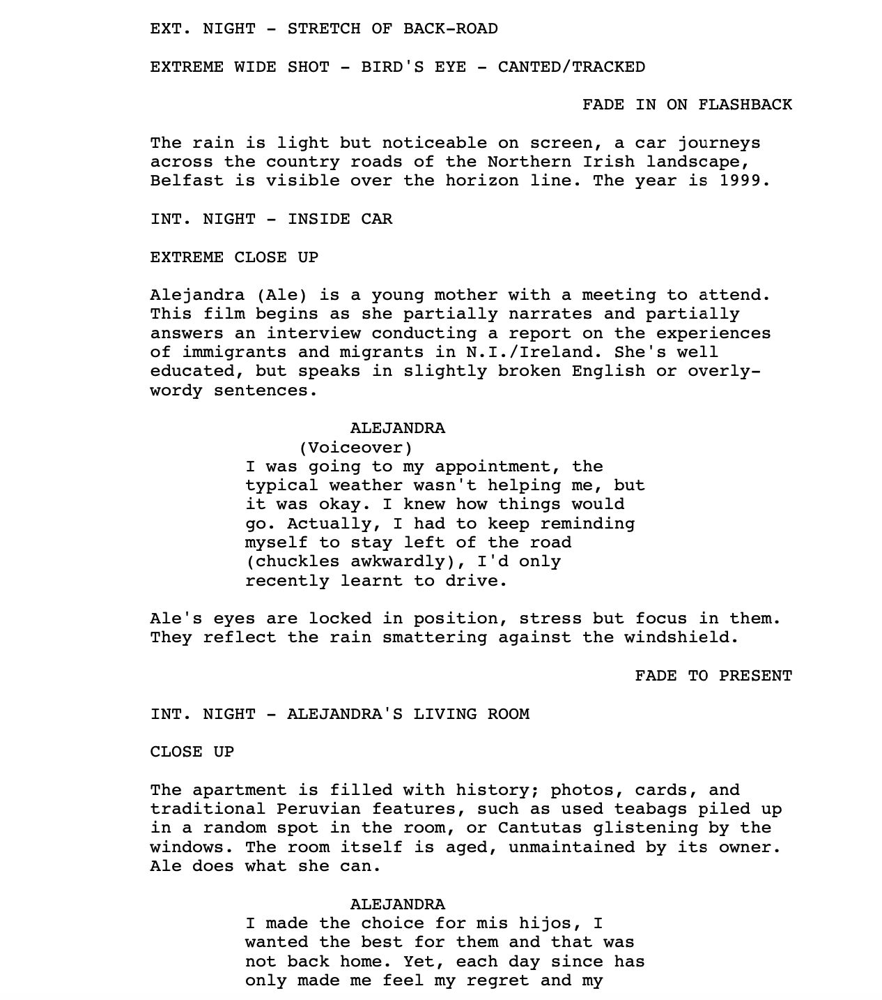 EXT. NIGHT - STRETCH OF BACK-ROAD
EXTREME WIDE SHOT - BIRD'S EYE - CANTED/TRACKED
FADE IN ON FLASHBACK
The rain is light but noticeable on screen, a car journeys
across the country roads of the Northern Irish landscape,
Belfast is visible over the horizon line. The year is 1999.
INT. NIGHT - INSIDE CAR
EXTREME CLOSE UP
Alejandra (Ale) is a young mother with a meeting to attend.
This film begins as she partially narrates and partially
answers an interview conducting a report on the experiences
of immigrants and migrants in N.I./Ireland. She's well
educated, but speaks in slightly broken English or overly-
wordy sentences.
ALEJANDRA
(Voiceover)
I was going to my appointment, the
typical weather wasn't helping me, but
it was okay. I knew how things would
go. Actually, I had to keep reminding
myself to stay left of the road
(chuckles awkwardly), I'd only
recently learnt to drive.
Ale's eyes are locked in position, stress but focus in them.
They reflect the rain smattering against the windshield.
FADE TO PRESENT
INT. NIGHT - ALEJANDRA'S LIVING ROOM
CLOSE UP
The apartment is filled with history; photos, cards, and
traditional Peruvian features, such as used teabags piled up
in a random spot in the room, or Cantutas glistening by the
windows. The room itself is aged, unmaintained by its owner.
Ale does what she can.
ALEJANDRA
I made the choice for mis hijos, I
wanted the best for them and that was
not back home. Yet, each day since has
only made me feel my regret and my